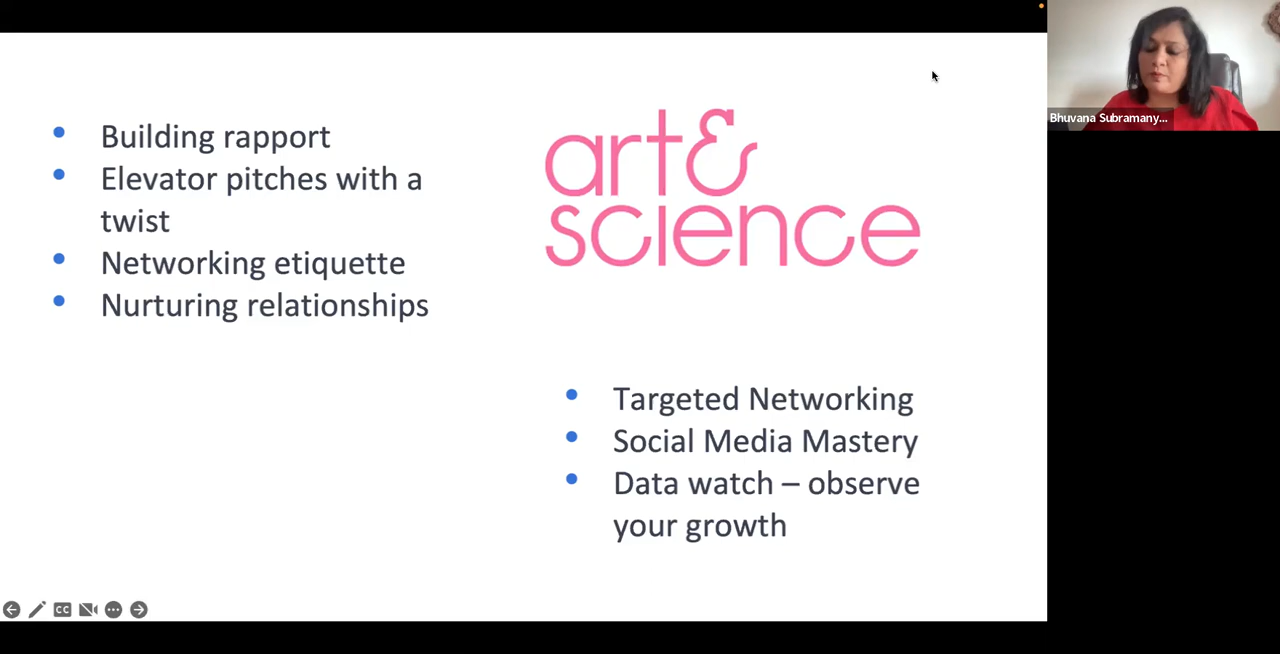 Building rapport
Elevator pitches with a
twist
Networking etiquette
Nurturing relationships
art&
science
Targeted Networking
Social Media Mastery
Data watch – observe
your growth
CC
Bhuvana Subramany...